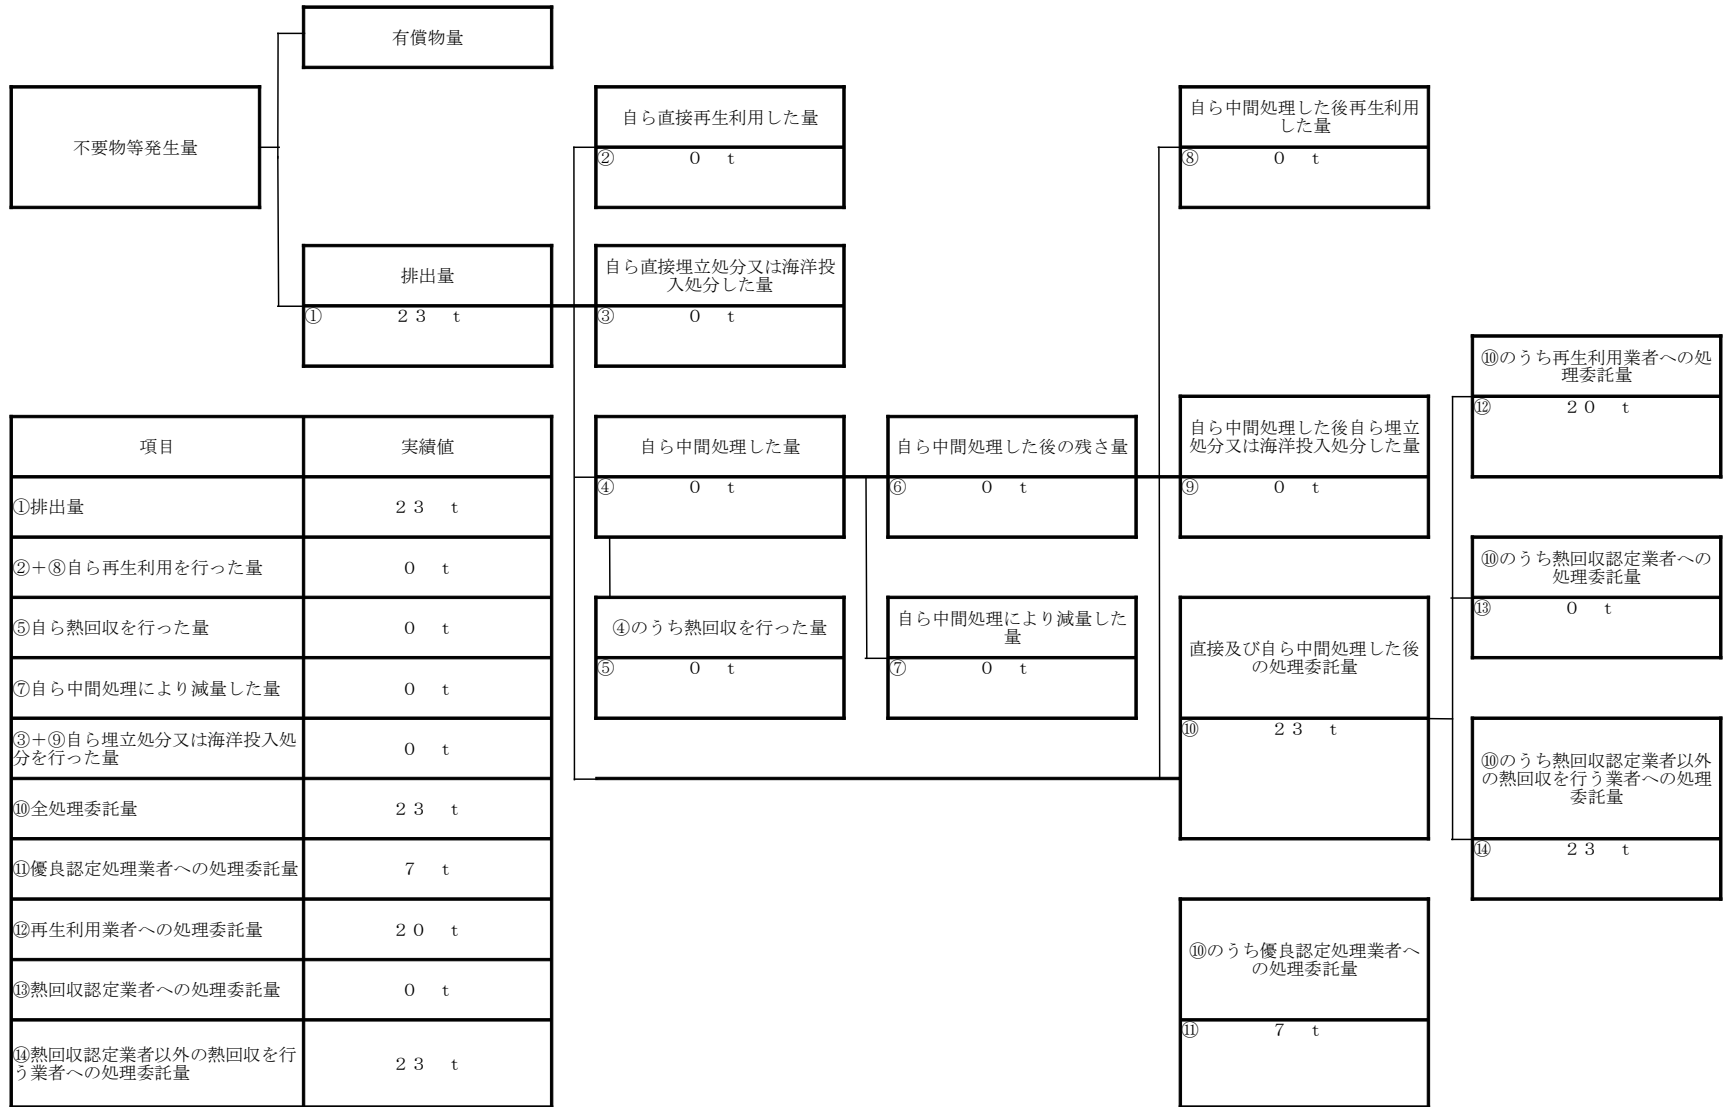 有償物量
不要物等発生量
自ら直接再生利用した量
②　0　t
自ら中間処理した後再生利用
した量
⑧　0　t
排出量
①　２３　t
自ら直接埋立処分又は海洋投
入処分した量
③　0　t
⑩のうち再生利用業者への処
理委託量
⑫　２０　t
自ら中間処理した量
④　0　t
自ら中間処理した後の残さ量
⑥　0　t
自ら中間処理した後自ら埋立
処分又は海洋投入処分した量
⑨　0　t
⑩のうち熱回収認定業者への
処理委託量
⑬　0　t
④のうち熱回収を行った量
⑤　0　t
自ら中間処理により減量した
量
⑦　0　t
直接及び自ら中間処理した後
の処理委託量
⑩　２３　t
⑩のうち熱回収認定業者以外
の熱回収を行う業者への処理
委託量
⑭　２３　t
⑩のうち優良認定処理業者へ
の処理委託量
⑪　7　t
項目　実績値
①排出量　２３　t
②＋⑧自ら再生利用を行った量　0　t
⑤自ら熱回収を行った量　0　t
⑦自ら中間処理により減量した量　0　t
③＋⑨自ら埋立処分又は海洋投入処
分を行った量　0　t
⑩全処理委託量　２３　t
⑪優良認定処理業者への処理委託量　7　t
⑫再生利用業者への処理委託量　２０　t
⑬熱回収認定業者への処理委託量　0　t
⑭熱回収認定業者以外の熱回収を行
う業者への処理委託量　２３　t